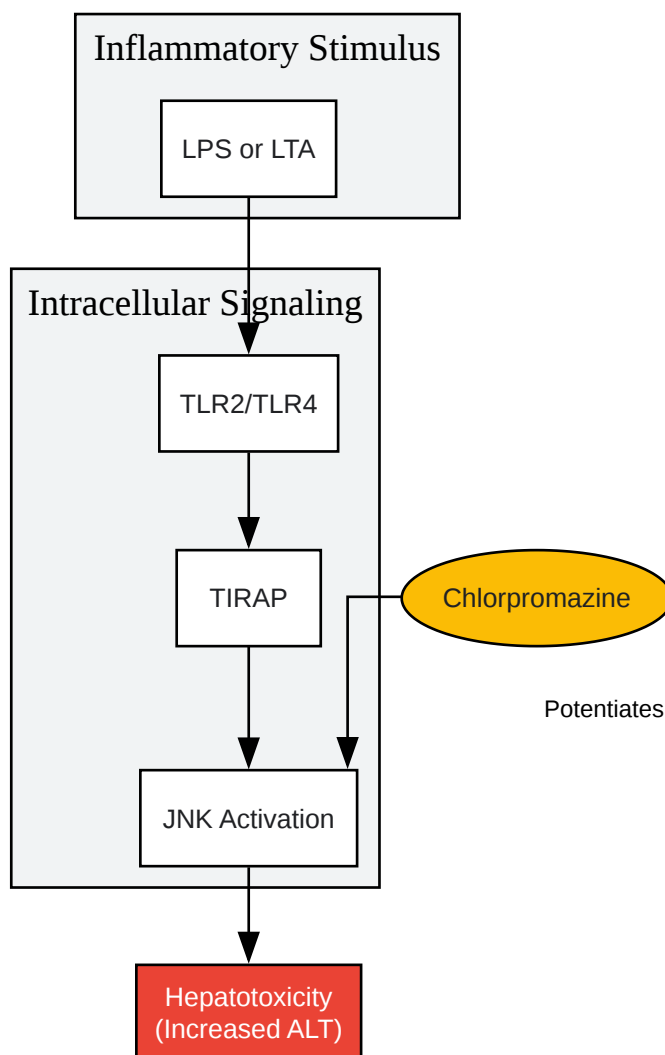 Inflammatory Stimulus
LPS or LTA
Intracellular Signaling
TLR2/TLR4
TIRAP
Chlorpromazine
Potentiates
JNK Activation
Hepatotoxicity
(Increased ALT)